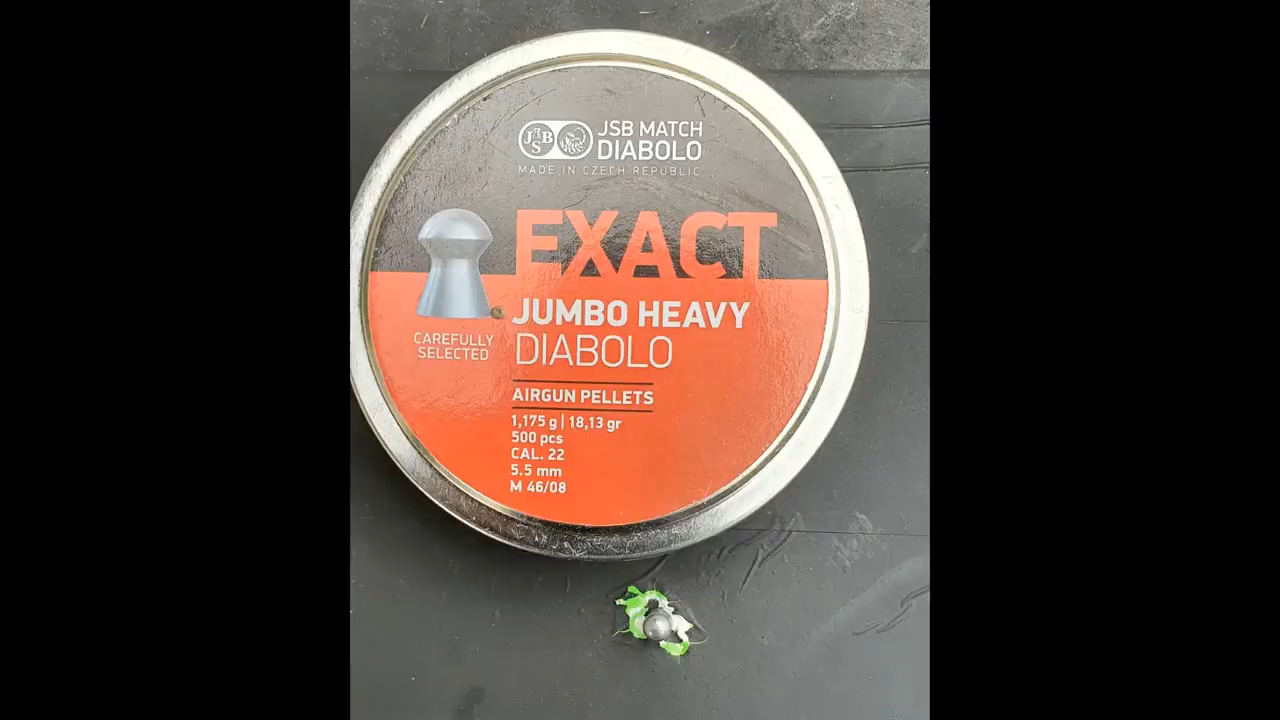 JSB
JSB MATCH
DIABOLO
MADE IN CZECH REPUBLIC
EXACT
JUMBO HEAVY
DIABOLO
CAREFULLY
SELECTED
AIRGUN PELLETS
1,175 g | 18,13 gr
500 pcs
CAL. 22
5.5 mm
M 46/08